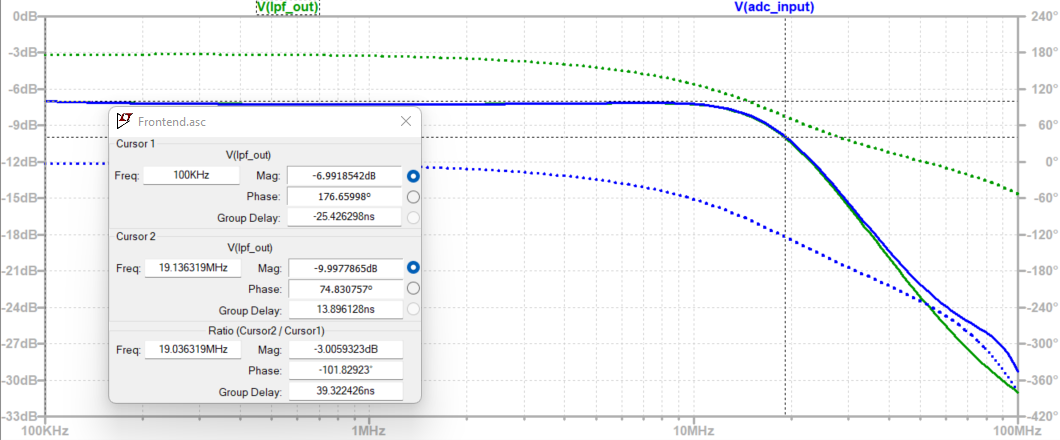 V(lpf_out) V(adc_input)
0dB 240°
-3dB 180°
-6dB 120°
-9dB 60°
-12dB 0°
-15dB -60°
-18dB -120°
-21dB -180°
-24dB -240°
-27dB -300°
-30dB -360°
-33dB -420°
100KHz 1MHz 10MHz 100MHz
Frontend.asc
Cursor 1
V(lpf_out)
Freq: 100KHz Mag: -6.9918542dB
Phase: 176.65998°
Group Delay: -25.426298ns
Cursor 2
V(lpf_out)
Freq: 19.136319MHz Mag: -9.9977865dB
Phase: 74.830757°
Group Delay: 13.896128ns
Ratio (Cursor2 / Cursor1)
Freq: 19.036319MHz Mag: -3.0059323dB
Phase: -101.82923°
Group Delay: 39.322426ns